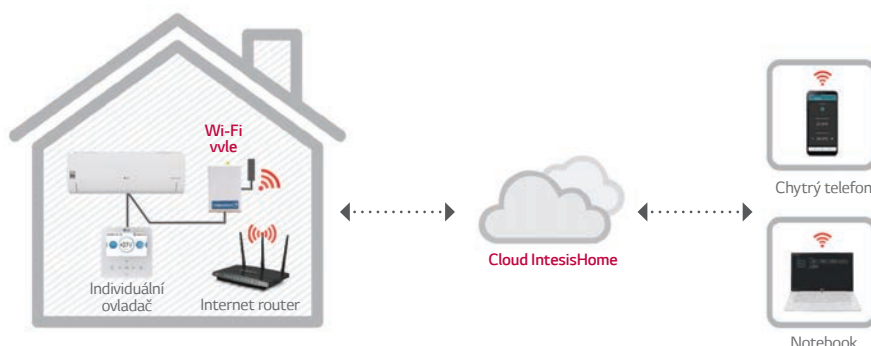 Wi-Fi
vvle
Individuální
ovladač
Internet router
Cloud IntesisHome
Chytrý telefon
Notebook